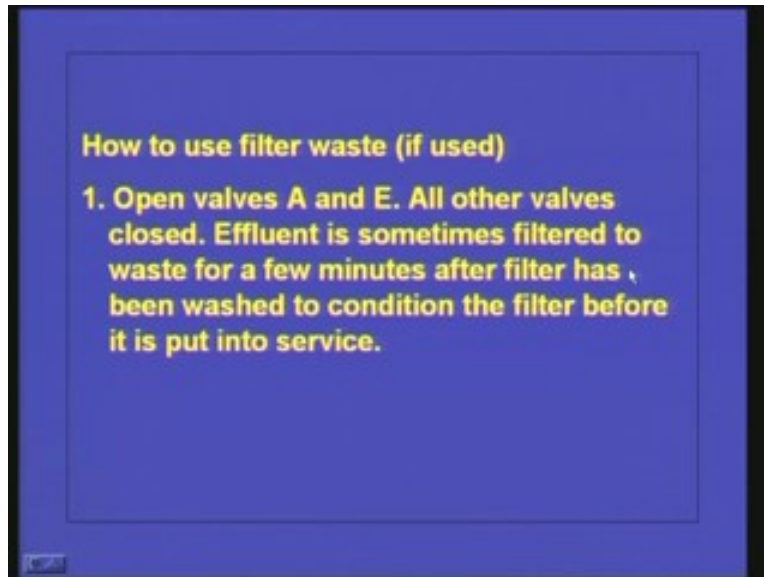 How to use filter waste (if used)
1. Open valves A and E. All other valves
closed. Effluent is sometimes filtered to
waste for a few minutes after filter has
been washed to condition the filter before
it is put into service.